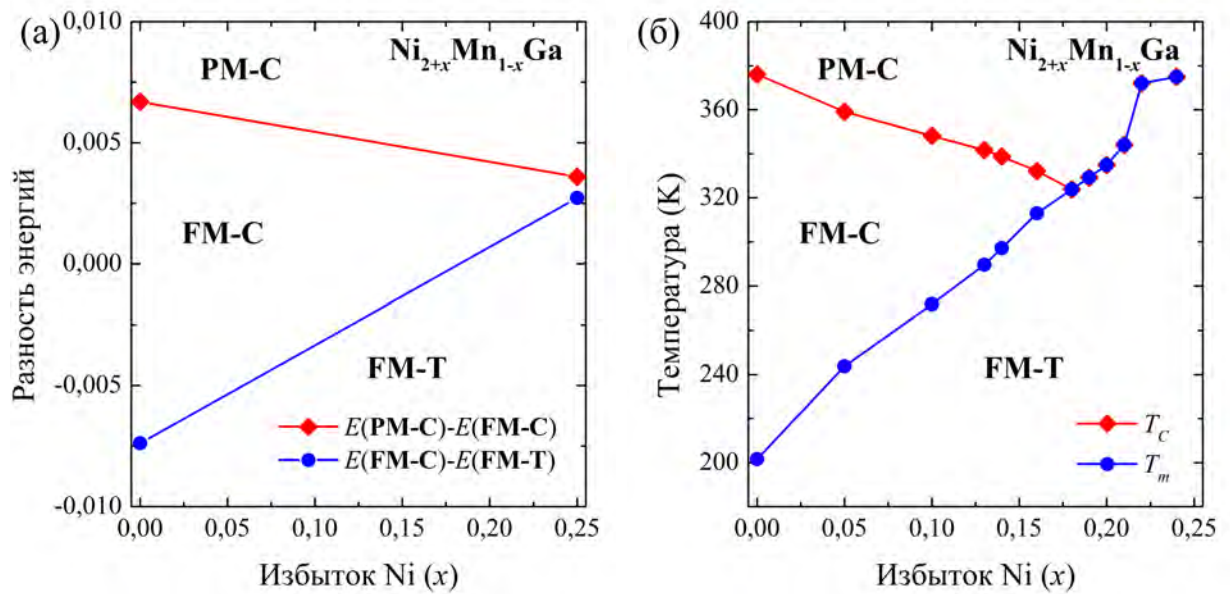 (а)
Ni2+xMn1-xGa
PM-C
FM-C
FM-T
E(PM-C)-E(FM-C)
E(FM-C)-E(FM-T)
0,010
0,005
0,000
-0,005
-0,010
Разность энергий
0,00 0,05 0,10 0,15 0,20 0,25
Избыток Ni (x)
(б)
Ni2+xMn1-xGa
PM-C
FM-C
FM-T
TC
Tm
400
360
320
280
240
200
Температура (K)
0,00 0,05 0,10 0,15 0,20 0,25
Избыток Ni (x)